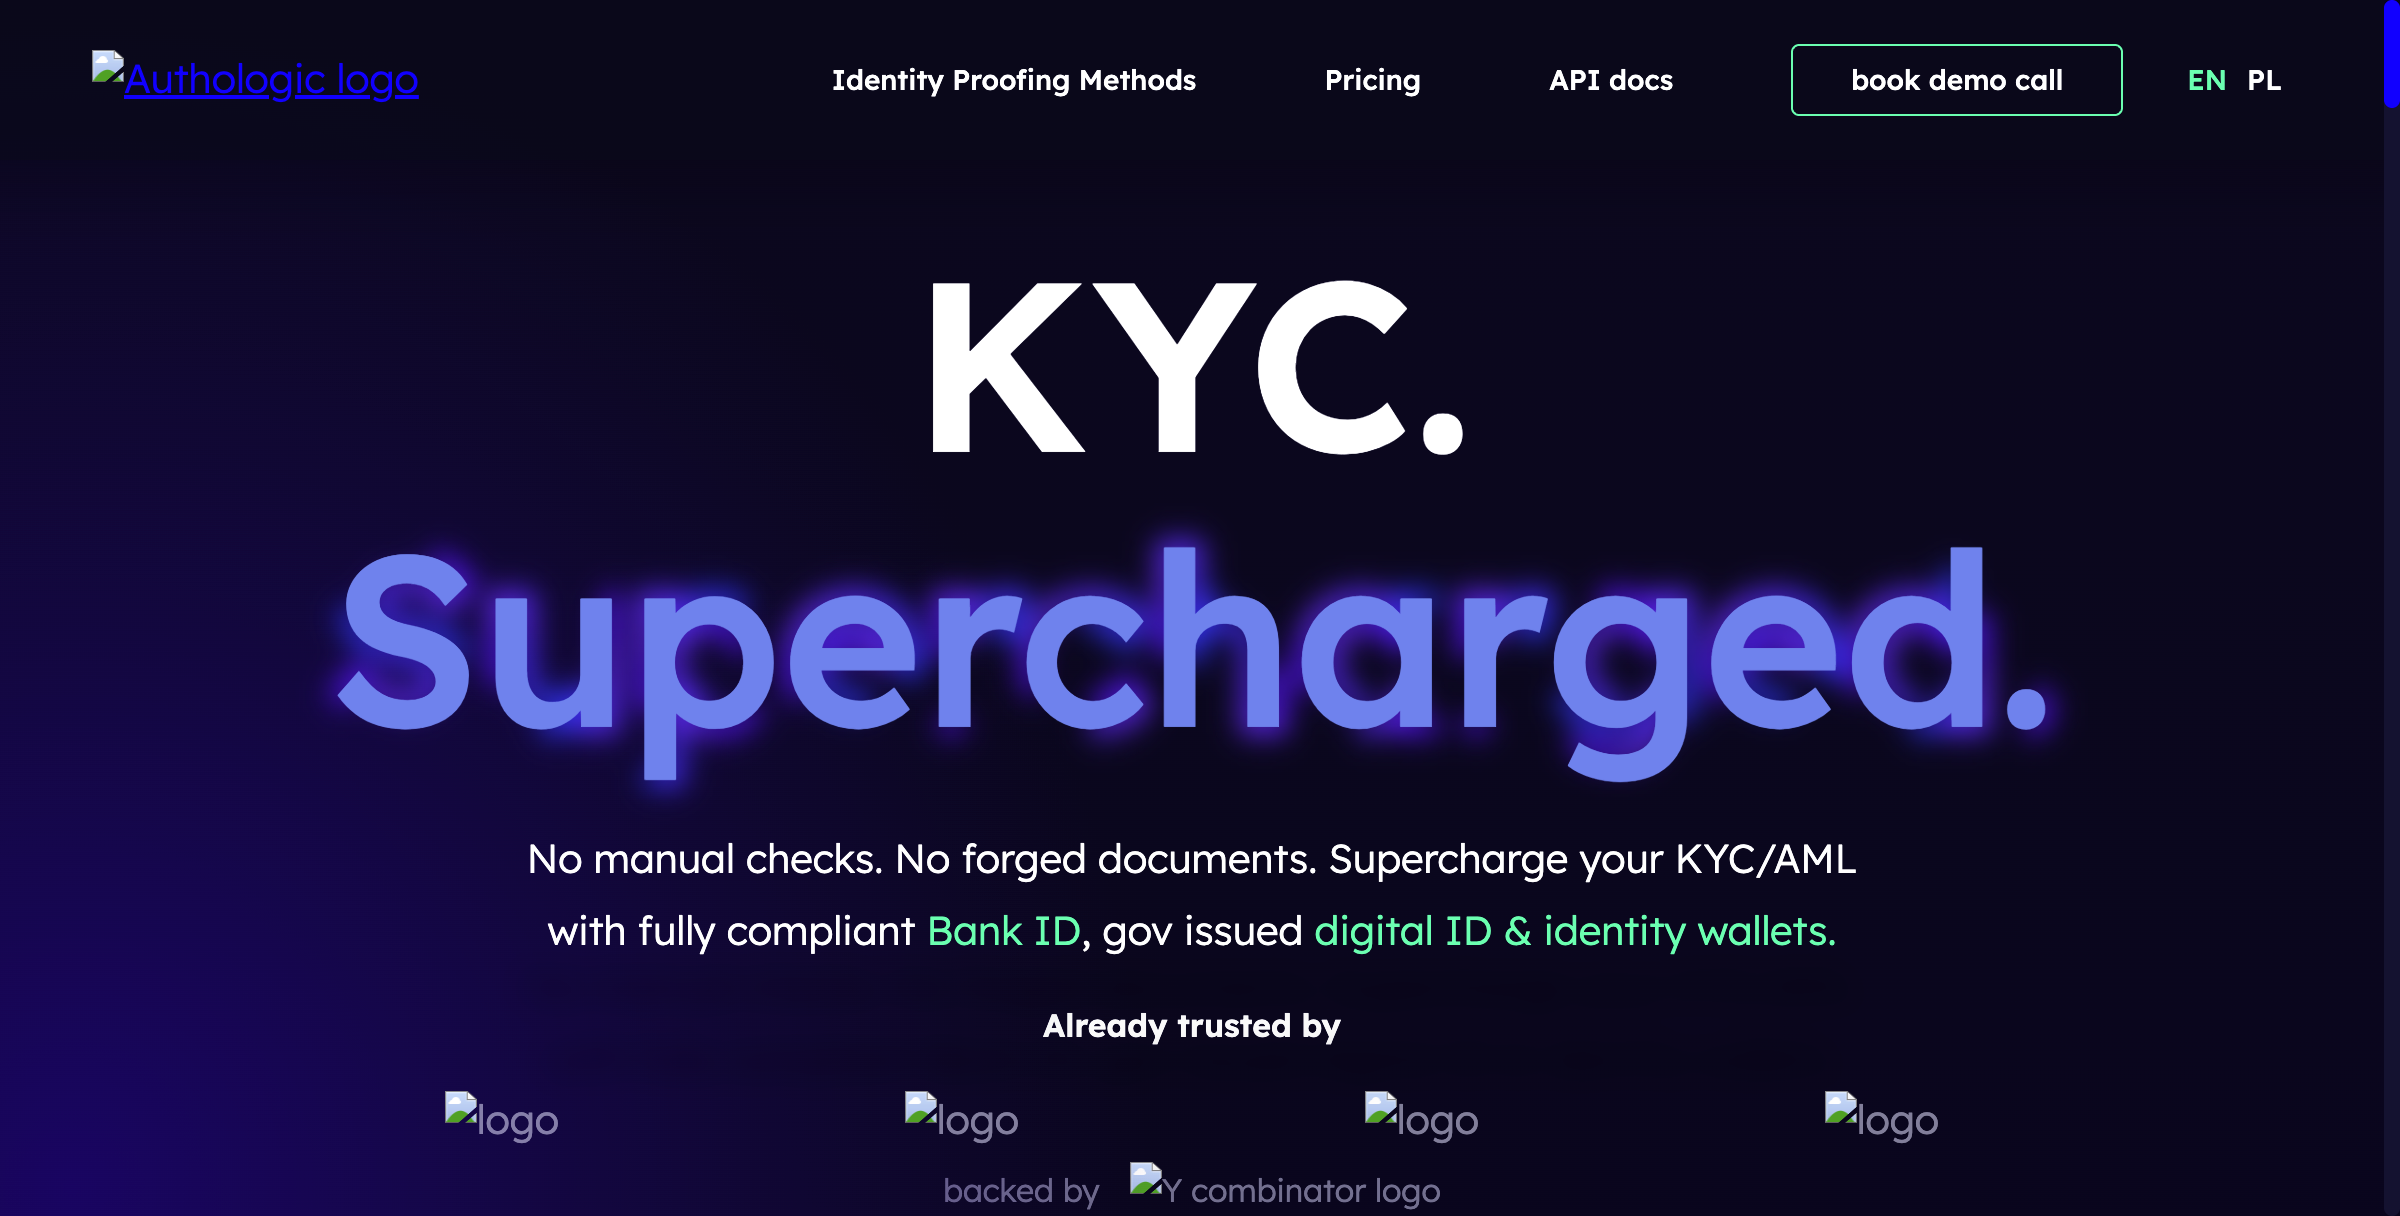 Authologic logo
Identity Proofing Methods
Pricing
API docs
book demo call
EN PL
KYC.
Supercharged.
No manual checks. No forged documents. Supercharge your KYC/AML
with fully compliant Bank ID, gov issued digital ID & identity wallets.
Already trusted by
logo
logo
logo
logo
backed by Y combinator logo